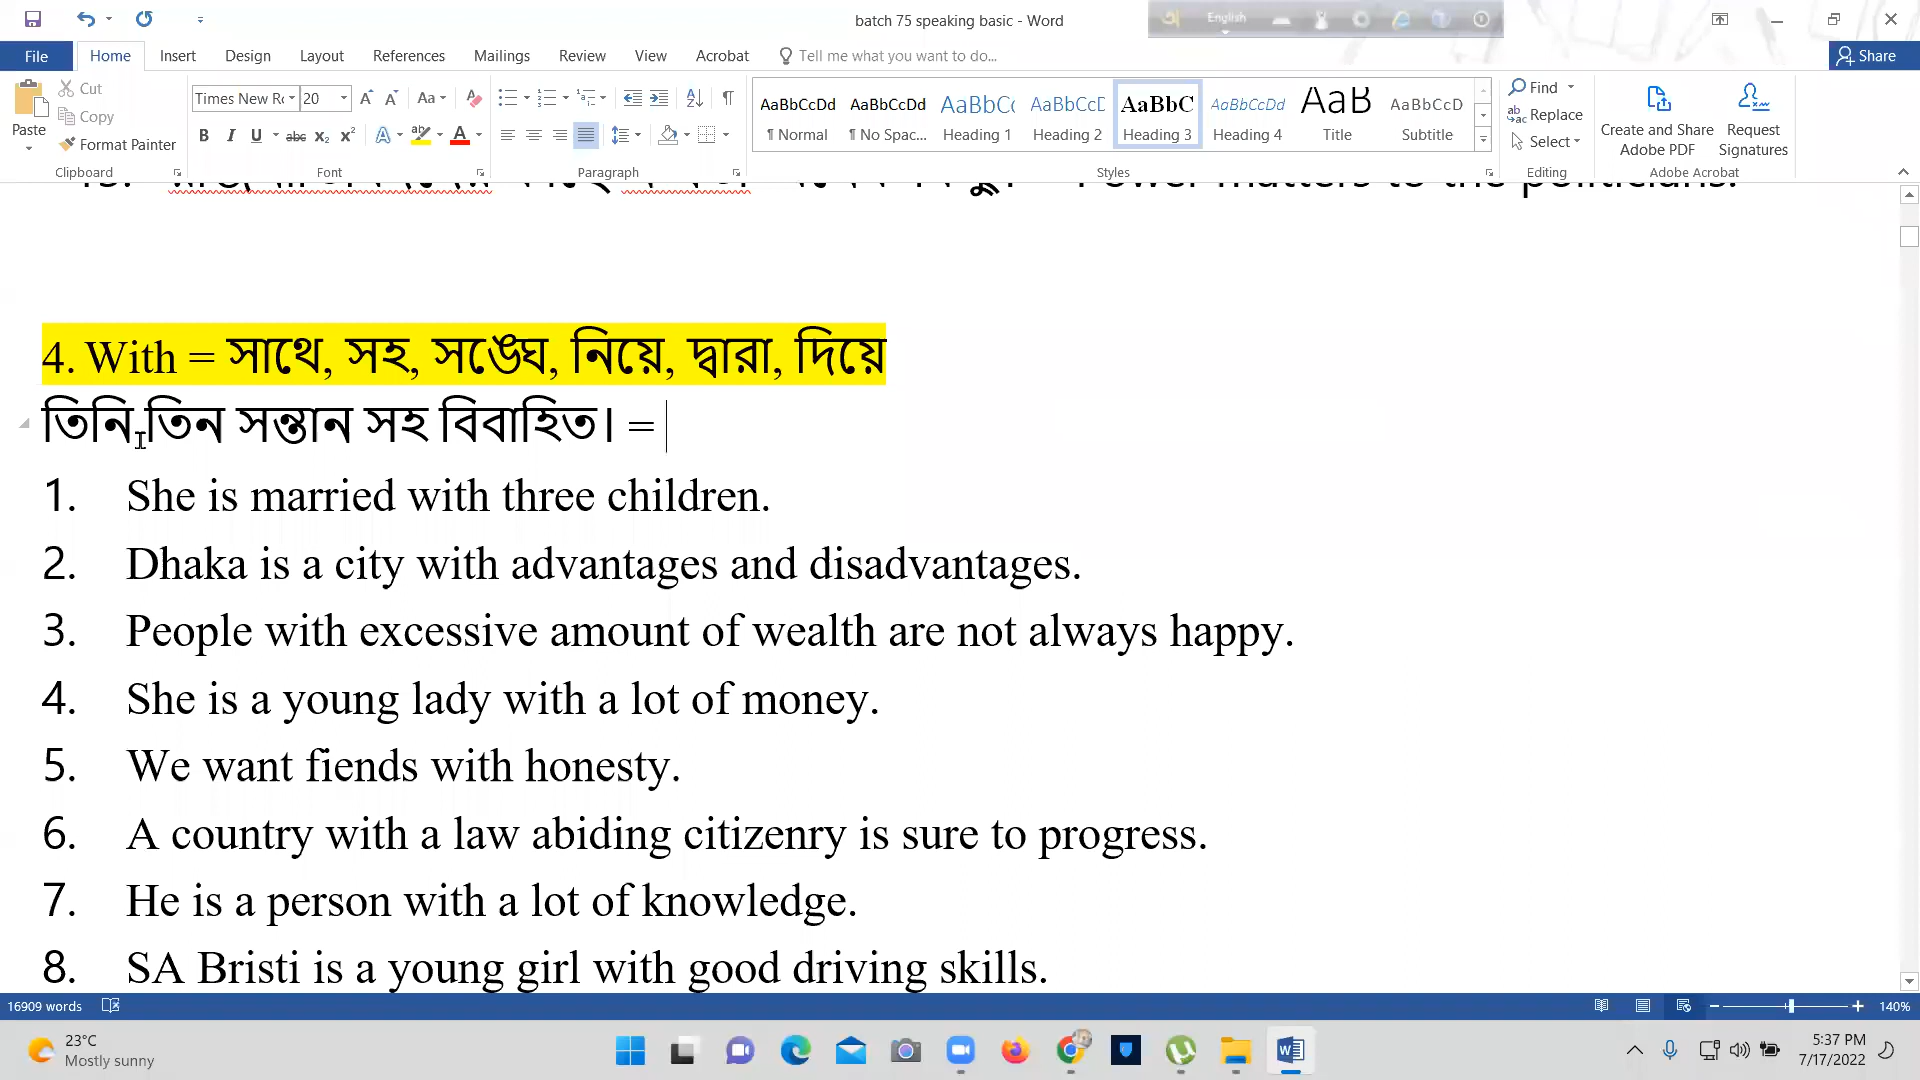 batch 75 speaking basic - Word
English
File Home Insert Design Layout References Mailings Review View Acrobat Tell me what you want to do... Share
Paste Cut Copy Format Painter
Times New R 20
AaBbCcDd AaBbCcDd AaBbC AaBbCcD AaBbC AaBbCcDd AaB AaBbCcD
¶ Normal ¶ No Spac... Heading 1 Heading 2 Heading 3 Heading 4 Title Subtitle
Find Replace Select
Create and Share Adobe PDF Request Signatures
Clipboard Font Paragraph Styles Editing Adobe Acrobat
Power matters to the politicians.
4. With = সাথে, সহ, সঙ্ঘে, নিয়ে, দ্বারা, দিয়ে
তিনি তিন সন্তান সহ বিবাহিত। =
1. She is married with three children.
2. Dhaka is a city with advantages and disadvantages.
3. People with excessive amount of wealth are not always happy.
4. She is a young lady with a lot of money.
5. We want fiends with honesty.
6. A country with a law abiding citizenry is sure to progress.
7. He is a person with a lot of knowledge.
8. SA Bristi is a young girl with good driving skills.
16909 words 140%
23°C
Mostly sunny
5:37 PM
7/17/2022